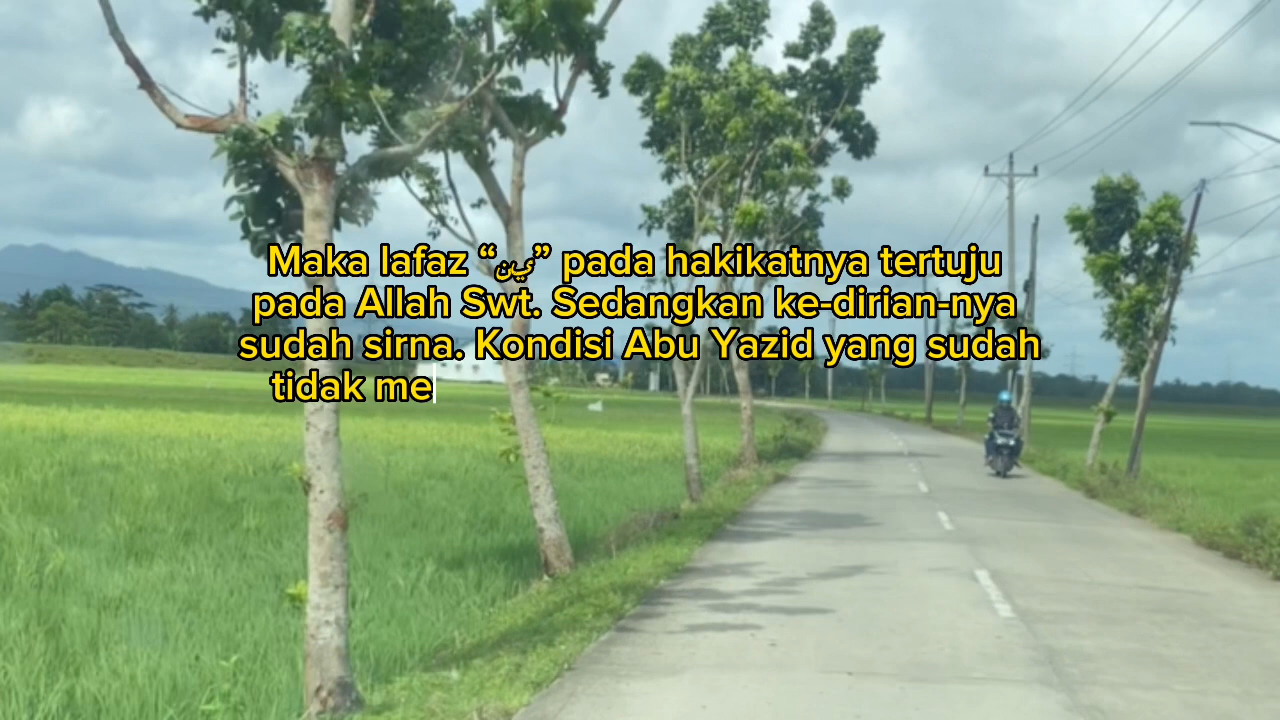 Maka lafaz “ين” pada hakikatnya tertuju
pada Allah Swt. Sedangkan ke-dirian-nya
sudah sirna. Kondisi Abu Yazid yang sudah
tidak me